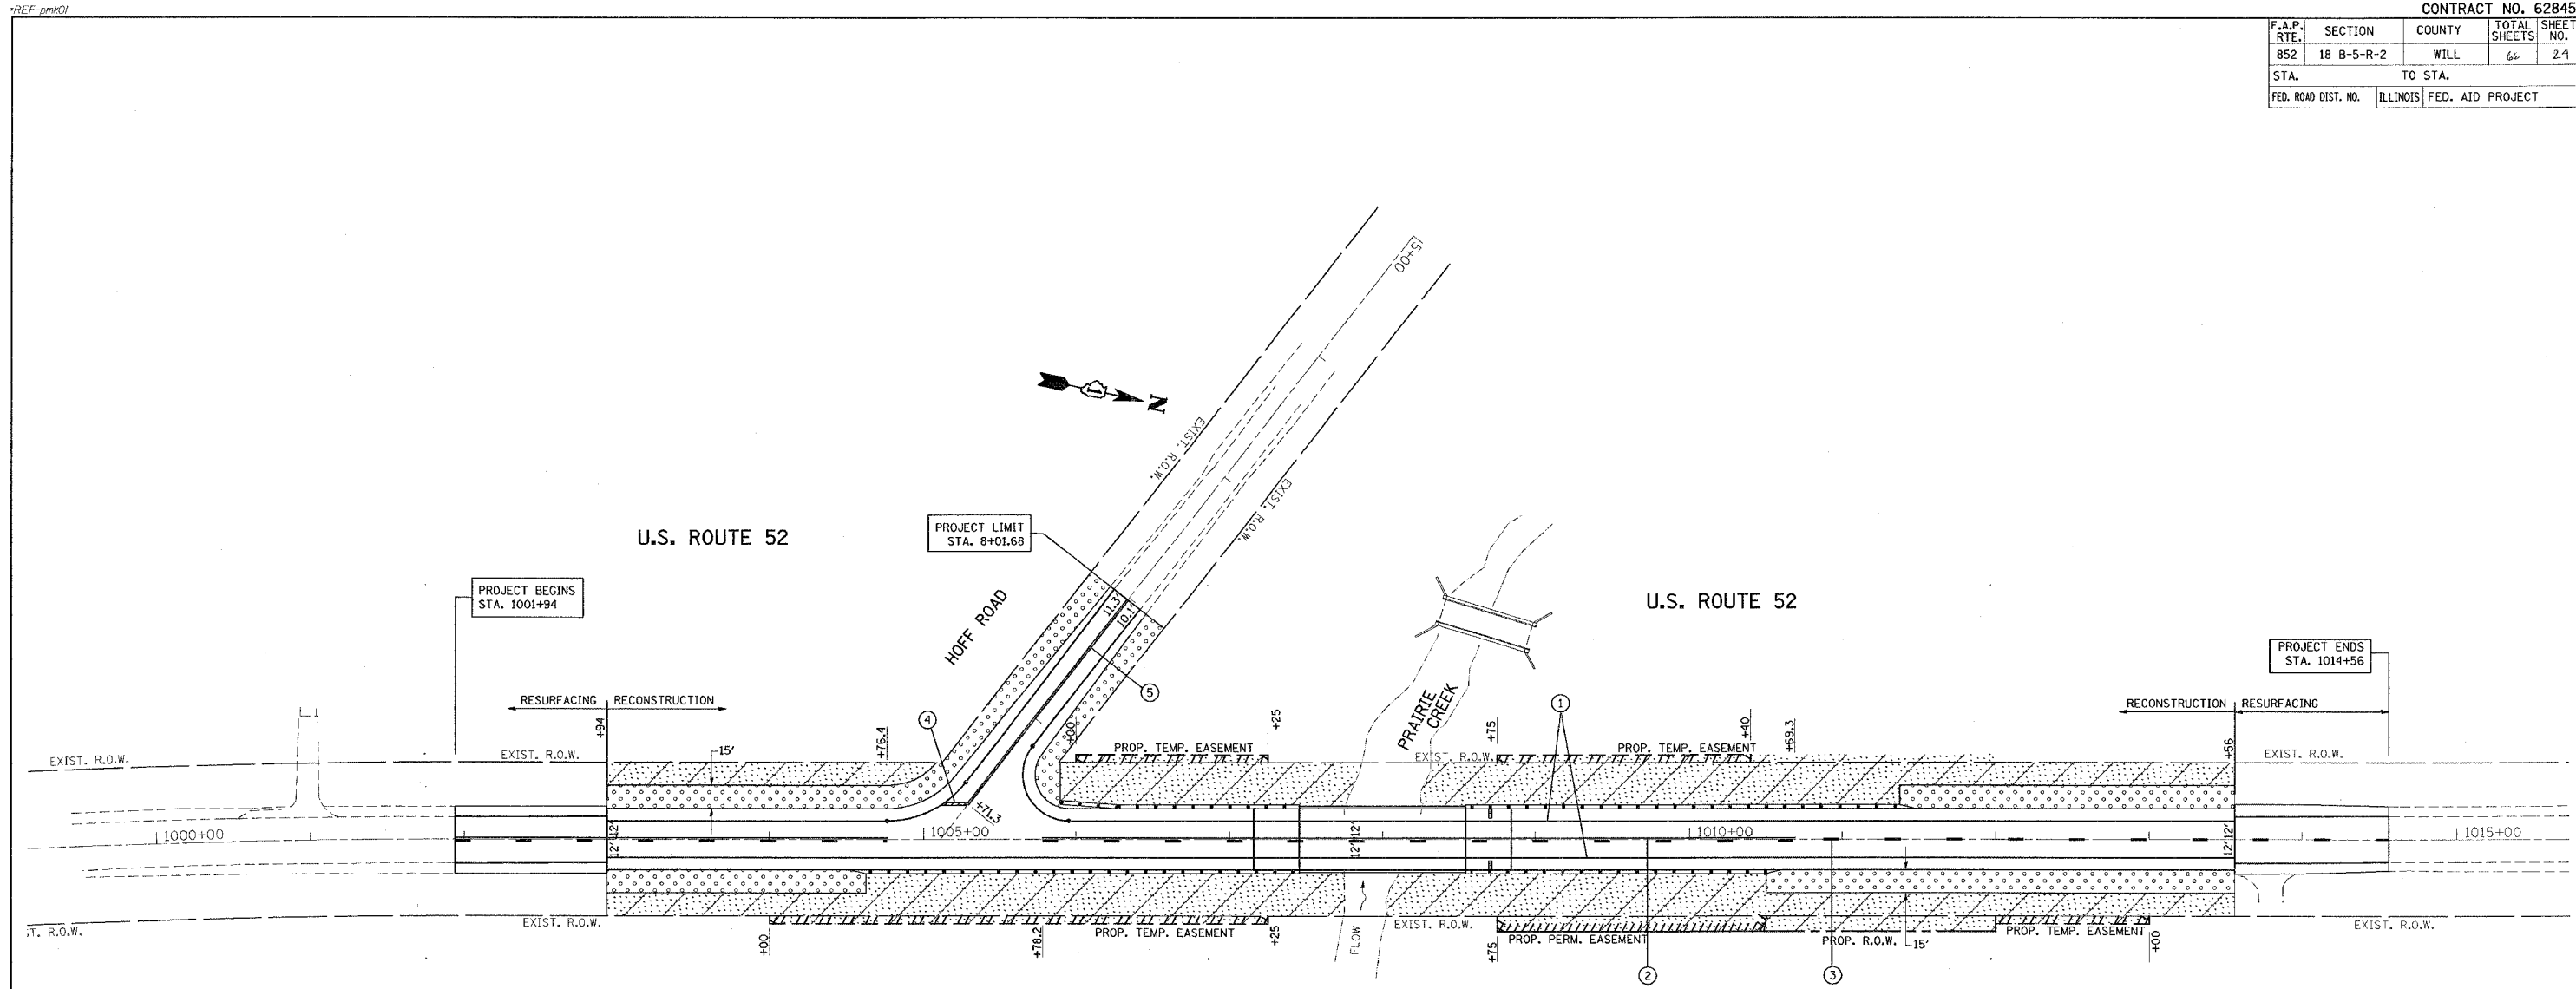 *REF-pmk01
CONTRACT NO. 62845
F.A.P. RTE. SECTION COUNTY TOTAL SHEETS SHEET NO.
852 18 B-5-R-2 WILL 66 24
STA. TO STA.
FED. ROAD DIST. NO. ILLINOIS FED. AID PROJECT
5+00
N
EXIST. R.O.W.
EXIST. R.O.W.
U.S. ROUTE 52
PROJECT LIMIT
STA. 8+01.68
PROJECT BEGINS
STA. 1001+94
HOFF ROAD
11.3'
10.1'
U.S. ROUTE 52
PROJECT ENDS
STA. 1014+56
5
4
1
PRAIRIE
CREEK
RESURFACING
RECONSTRUCTION
RECONSTRUCTION
RESURFACING
+94
15'
+76.4
+00
+25
+75
+40
+69.3
+56
EXIST. R.O.W.
EXIST. R.O.W.
PROP. TEMP. EASEMENT
EXIST. R.O.W.
PROP. TEMP. EASEMENT
EXIST. R.O.W.
+71.3
1000+00
12' 12'
1005+00
12' 12'
1010+00
12' 12'
1015+00
EXIST. R.O.W.
T. R.O.W.
+00
+78.2
PROP. TEMP. EASEMENT
+25
FLOW
EXIST. R.O.W.
+75
PROP. PERM. EASEMENT
PROP. R.O.W.
15'
PROP. TEMP. EASEMENT
+00
EXIST. R.O.W.
2
3